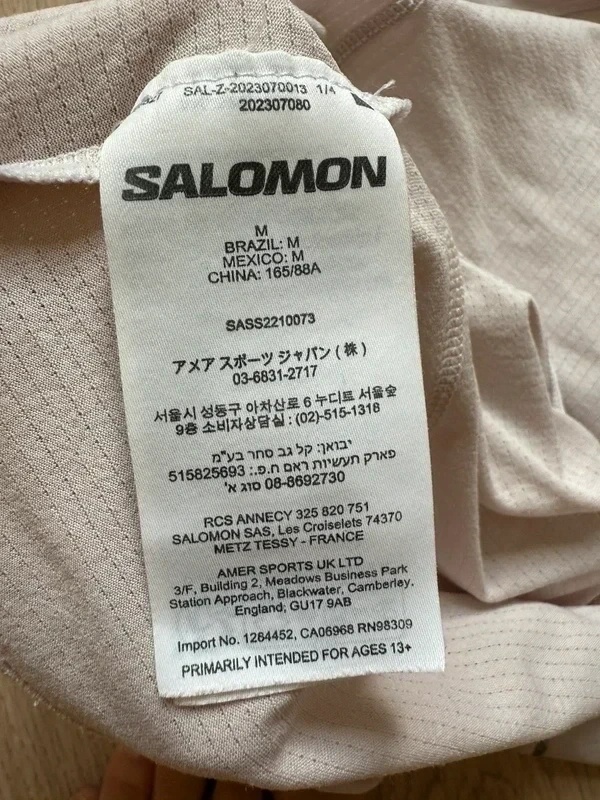 SAL-Z-2023070013 1/4
202307080
SALOMON
M
BRAZIL: M
MEXICO: M
CHINA: 165/88A
SASS2210073
アメア スポーツ ジャパン ( 株 )
03-6831-2717
서울시 성동구 아차산로 6 누디트 서울숲
9층 소비자상담실 : (02)-515-1318
יבואן: קל גב סחר בע"מ
פארק תעשיות ראם ח.פ.: 515825693
08-8692730 סוג א'
RCS ANNECY 325 820 751
SALOMON SAS, Les Croiselets 74370
METZ TESSY - FRANCE
AMER SPORTS UK LTD
3/F, Building 2, Meadows Business Park
Station Approach, Blackwater, Camberley,
England; GU17 9AB
Import No. 1264452, CA06968 RN98309
PRIMARILY INTENDED FOR AGES 13+